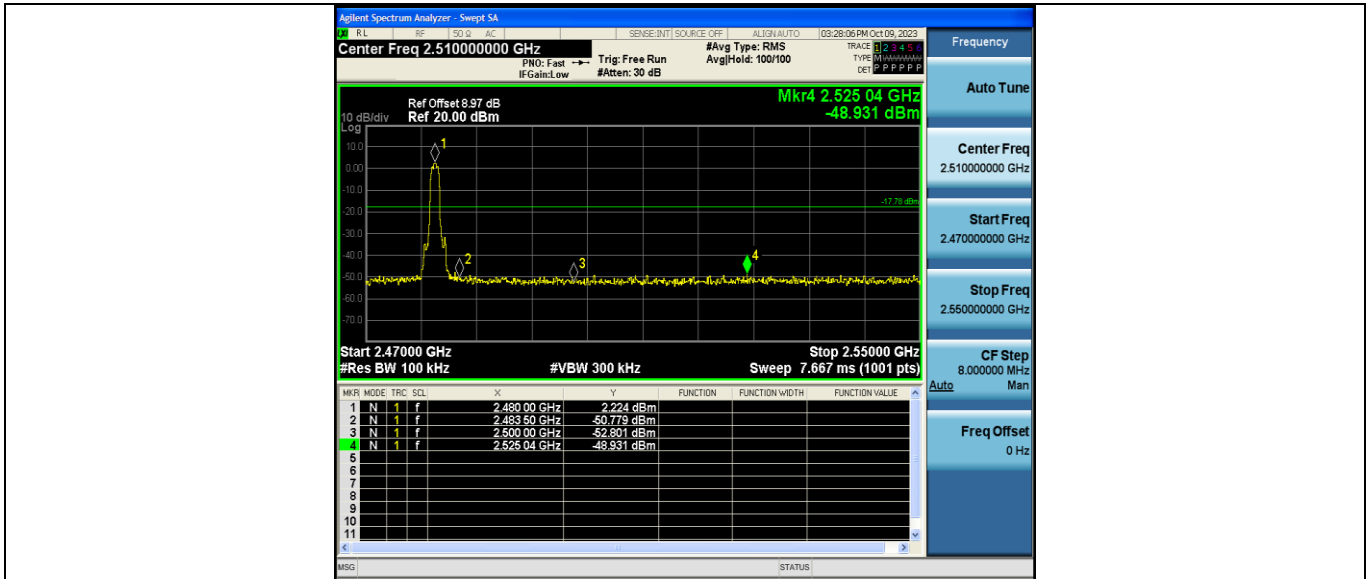 Agilent Spectrum Analyzer - Swept SA
LXI RL RF 50 Ω AC SENSE:INT SOURCE OFF ALIGNAUTO 03:28:06 PM Oct 09, 2023
Center Freq 2.510000000 GHz
PNO: Fast
IFGain:Low
Trig: Free Run
#Atten: 30 dB
#Avg Type: RMS
Avg|Hold: 100/100
TRACE 1 2 3 4 5 6
TYPE M
DET P P P P P P
Mkr4 2.525 04 GHz
-48.931 dBm
Ref Offset 8.97 dB
10 dB/div Ref 20.00 dBm
Log
10.0
0.00
-10.0
-20.0
-30.0
-40.0
-50.0
-60.0
-70.0
-17.78 dBm
1
2
3
4
Start 2.47000 GHz Stop 2.55000 GHz
#Res BW 100 kHz #VBW 300 kHz Sweep 7.667 ms (1001 pts)
MKR MODE TRC SCL X Y FUNCTION FUNCTION WIDTH FUNCTION VALUE
1 N 1 f 2.480 00 GHz 2.224 dBm
2 N 1 f 2.483 50 GHz -50.779 dBm
3 N 1 f 2.500 00 GHz -52.801 dBm
4 N 1 f 2.525 04 GHz -48.931 dBm
5
6
7
8
9
10
11
MSG STATUS
Frequency
Auto Tune
Center Freq
2.510000000 GHz
Start Freq
2.470000000 GHz
Stop Freq
2.550000000 GHz
CF Step
8.000000 MHz
Auto Man
Freq Offset
0 Hz